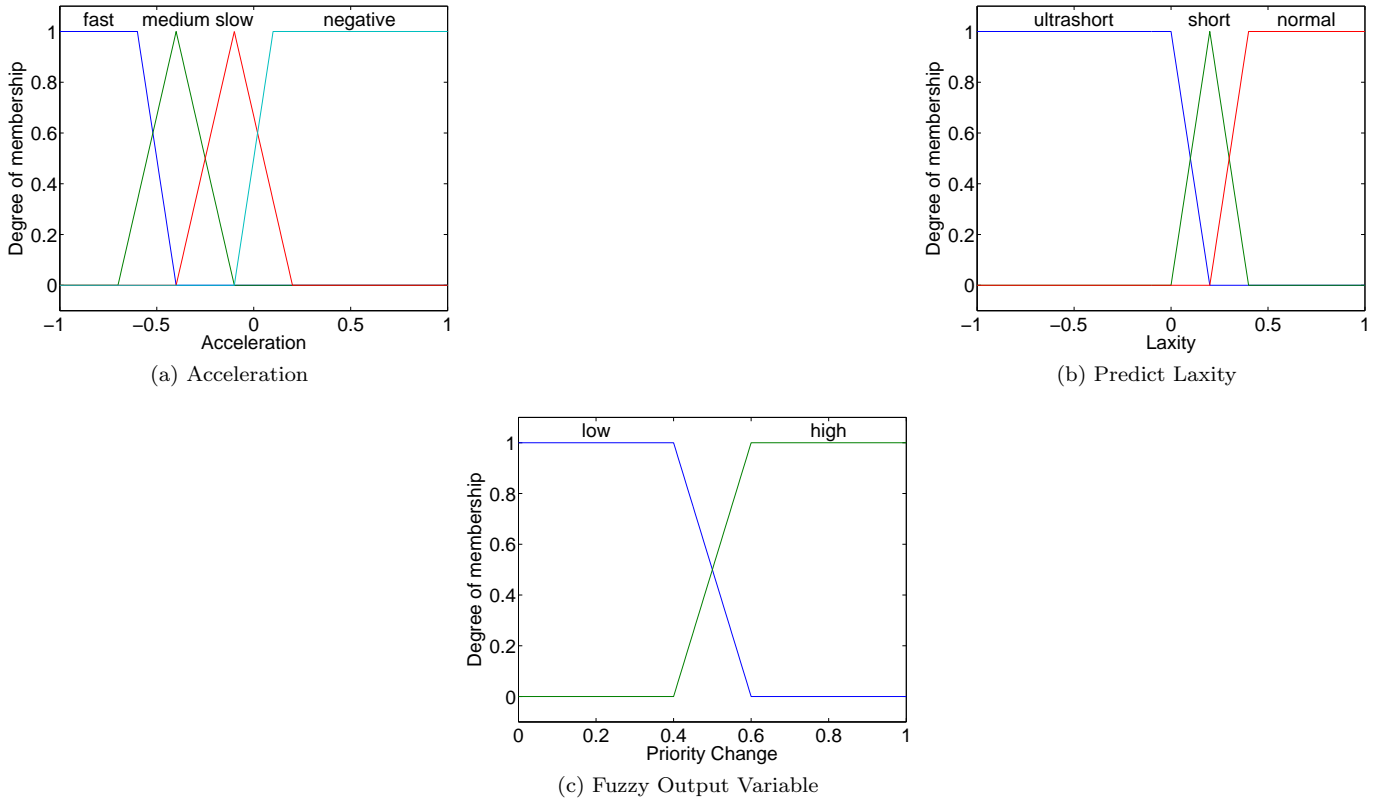 fast medium slow negative
Degree of membership
1
0.8
0.6
0.4
0.2
0
−1 −0.5 0 0.5 1
Acceleration
(a) Acceleration
ultrashort short normal
Degree of membership
1
0.8
0.6
0.4
0.2
0
−1 −0.5 0 0.5 1
Laxity
(b) Predict Laxity
low high
Degree of membership
1
0.8
0.6
0.4
0.2
0
0 0.2 0.4 0.6 0.8 1
Priority Change
(c) Fuzzy Output Variable